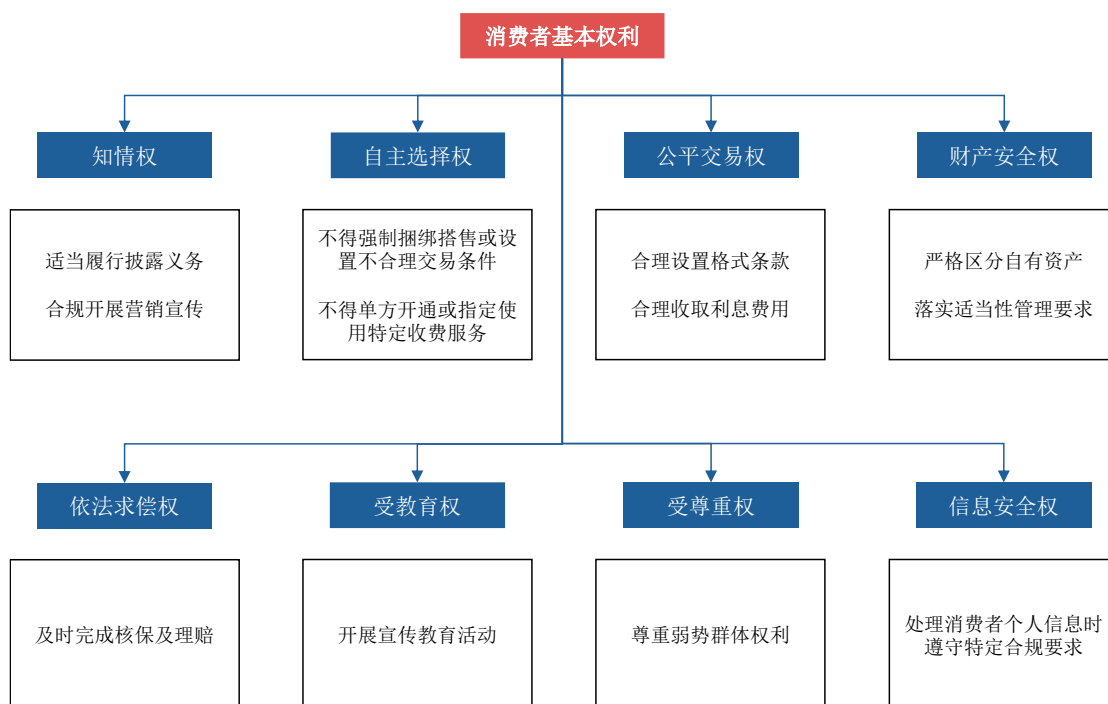 消费者基本权利
知情权
自主选择权
公平交易权
财产安全权
适当履行披露义务
合规开展营销宣传
不得强制捆绑搭售或设
置不合理交易条件
不得单方开通或指定使
用特定收费服务
合理设置格式条款
合理收取利息费用
严格区分自有资产
落实适当性管理要求
依法求偿权
受教育权
受尊重权
信息安全权
及时完成核保及理赔
开展宣传教育活动
尊重弱势群体权利
处理消费者个人信息时
遵守特定合规要求